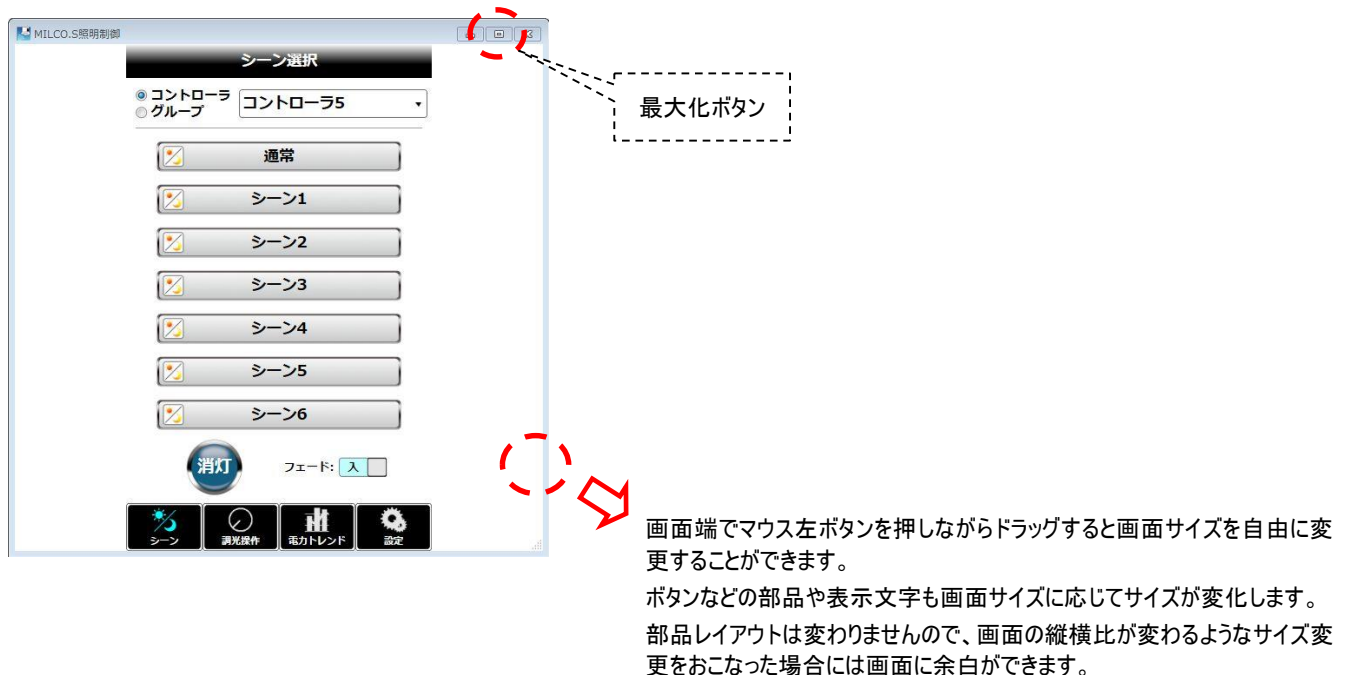 MILCO.S照明制御
シーン選択
コントローラ
グループ
コントローラ5
最大化ボタン
通常
シーン1
シーン2
シーン3
シーン4
シーン5
シーン6
消灯
フェード: 入
シーン
調光操作
電力トレンド
設定
画面端でマウス左ボタンを押しながらドラッグすると画面サイズを自由に変
更することができます。
ボタンなどの部品や表示文字も画面サイズに応じてサイズが変化します。
部品レイアウトは変わりませんので、画面の縦横比が変わるようなサイズ変
更をおこなった場合には画面に余白ができます。